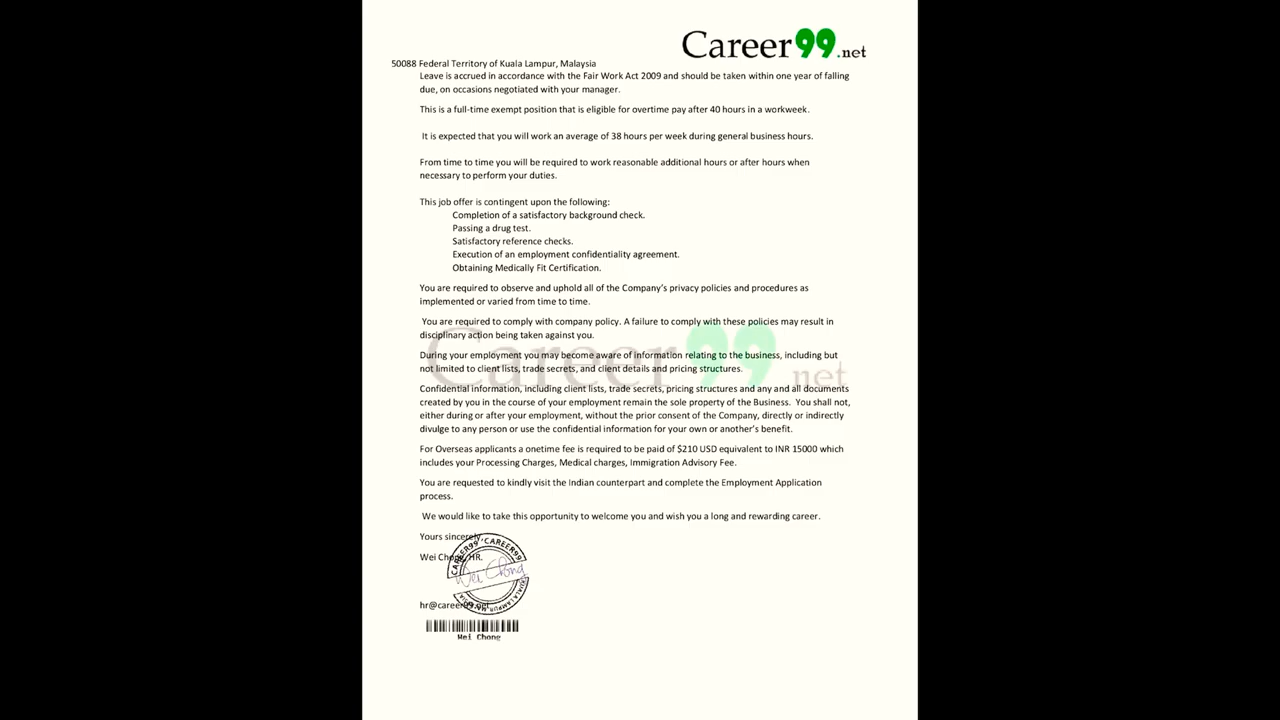 Career99.net
50088 Federal Territory of Kuala Lampur, Malaysia
Leave is accrued in accordance with the Fair Work Act 2009 and should be taken within one year of falling
due, on occasions negotiated with your manager.
This is a full-time exempt position that is eligible for overtime pay after 40 hours in a workweek.
It is expected that you will work an average of 38 hours per week during general business hours.
From time to time you will be required to work reasonable additional hours or after hours when
necessary to perform your duties.
This job offer is contingent upon the following:
Completion of a satisfactory background check.
Passing a drug test.
Satisfactory reference checks.
Execution of an employment confidentiality agreement.
Obtaining Medically Fit Certification.
You are required to observe and uphold all of the Company's privacy policies and procedures as
implemented or varied from time to time.
You are required to comply with company policy. A failure to comply with these policies may result in
disciplinary action being taken against you.
Career99.net
During your employment you may become aware of information relating to the business, including but
not limited to client lists, trade secrets, and client details and pricing structures.
Confidential information, including client lists, trade secrets, pricing structures and any and all documents
created by you in the course of your employment remain the sole property of the Business. You shall not,
either during or after your employment, without the prior consent of the Company, directly or indirectly
divulge to any person or use the confidential information for your own or another's benefit.
For Overseas applicants a onetime fee is required to be paid of $210 USD equivalent to INR 15000 which
includes your Processing Charges, Medical charges, Immigration Advisory Fee.
You are requested to kindly visit the Indian counterpart and complete the Employment Application
process.
We would like to take this opportunity to welcome you and wish you a long and rewarding career.
Yours sincerely
CAREER99 CAREER99
Wei Chong, HR.
Wei Chong
KUALA LAMPUR, MALAYSIA
hr@career99.net
Wei Chong